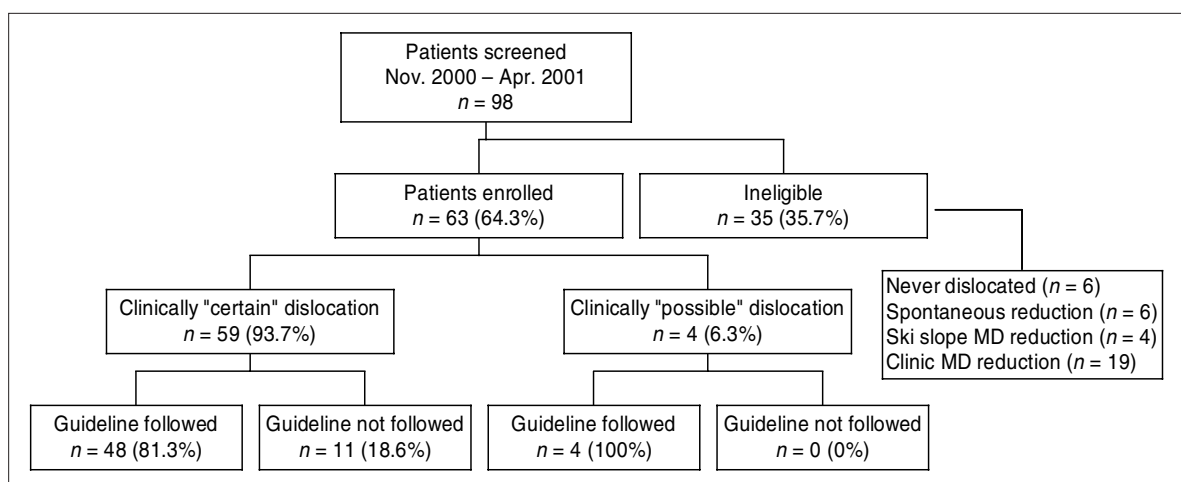 Patients screened
Nov. 2000 – Apr. 2001
n = 98
Patients enrolled
n = 63 (64.3%)
Ineligible
n = 35 (35.7%)
Never dislocated (n = 6)
Spontaneous reduction (n = 6)
Ski slope MD reduction (n = 4)
Clinic MD reduction (n = 19)
Clinically "certain" dislocation
n = 59 (93.7%)
Clinically "possible" dislocation
n = 4 (6.3%)
Guideline followed
n = 48 (81.3%)
Guideline not followed
n = 11 (18.6%)
Guideline followed
n = 4 (100%)
Guideline not followed
n = 0 (0%)